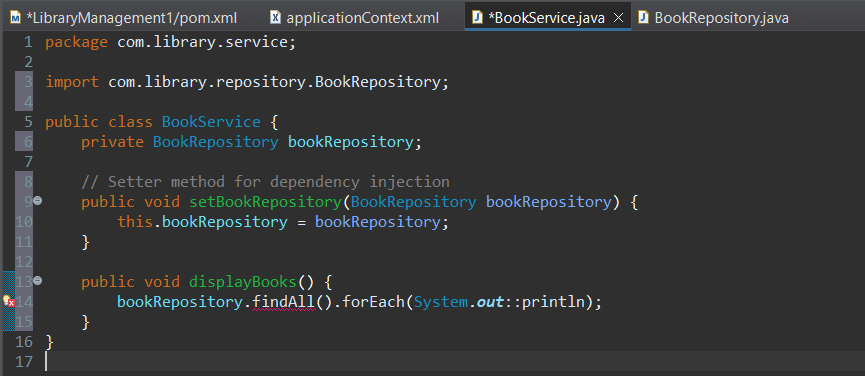 *LibraryManagement1/pom.xml applicationContext.xml *BookService.java BookRepository.java
1 package com.library.service;
2
3 import com.library.repository.BookRepository;
4
5 public class BookService {
6     private BookRepository bookRepository;
7
8     // Setter method for dependency injection
9     public void setBookRepository(BookRepository bookRepository) {
10         this.bookRepository = bookRepository;
11     }
12
13     public void displayBooks() {
14         bookRepository.findAll().forEach(System.out::println);
15     }
16 }
17